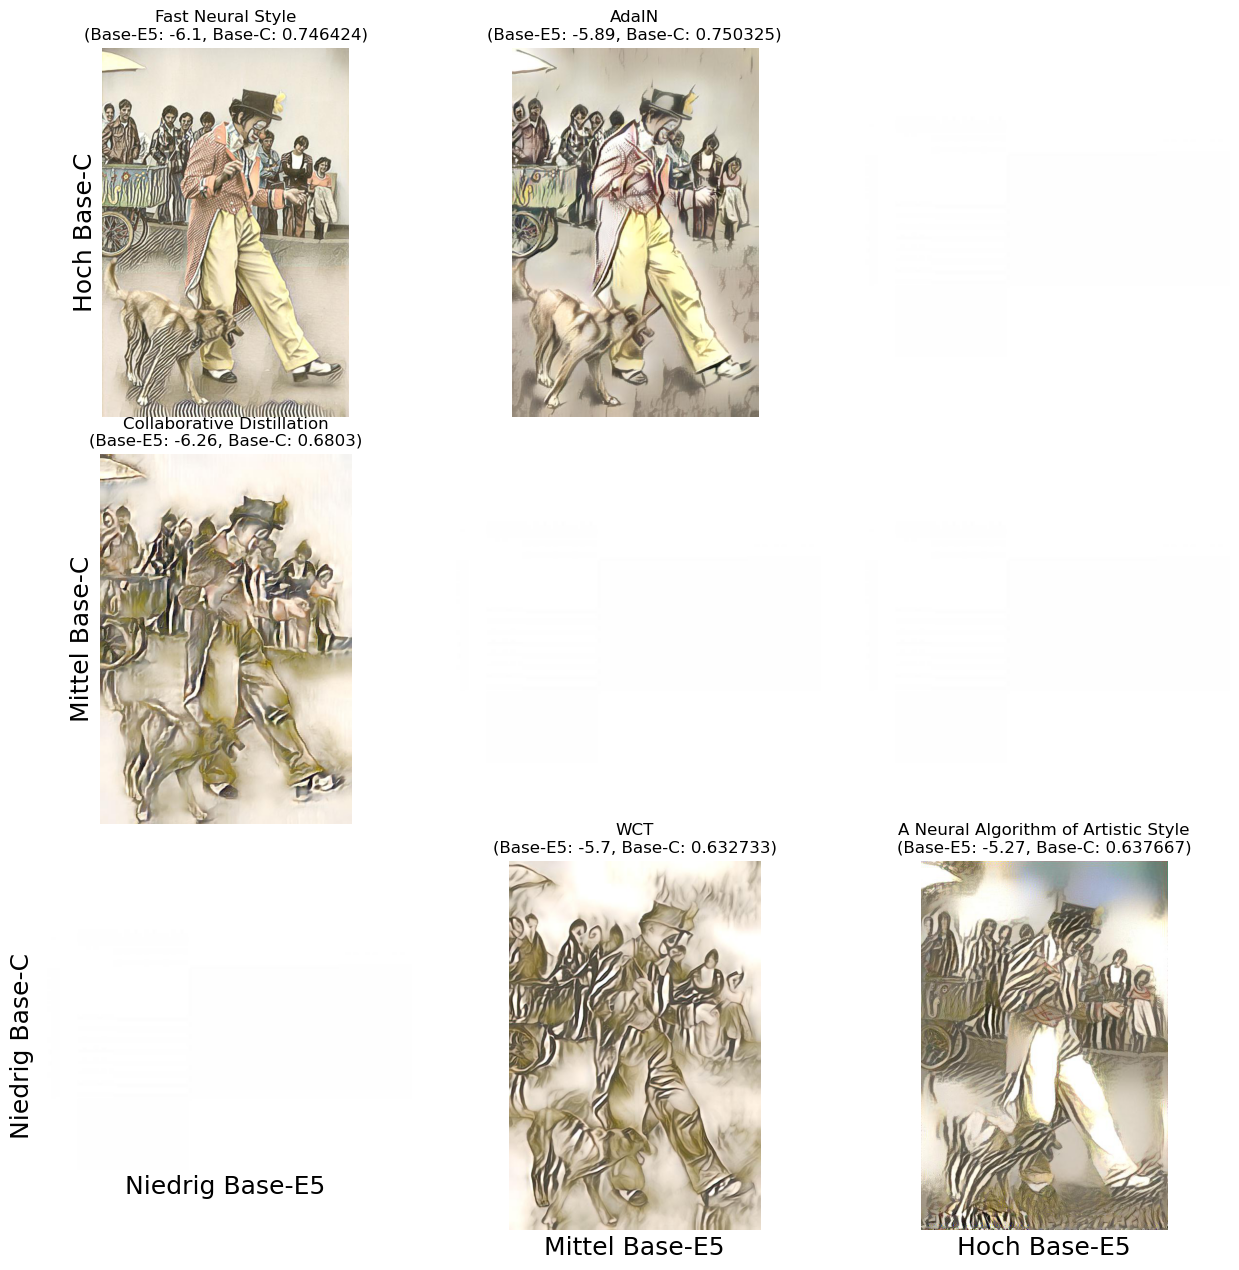 Fast Neural Style
(Base-E5: -6.1, Base-C: 0.746424)
AdaIN
(Base-E5: -5.89, Base-C: 0.750325)
Hoch Base-C
Collaborative Distillation
(Base-E5: -6.26, Base-C: 0.6803)
Mittel Base-C
WCT
(Base-E5: -5.7, Base-C: 0.632733)
A Neural Algorithm of Artistic Style
(Base-E5: -5.27, Base-C: 0.637667)
Niedrig Base-C
Niedrig Base-E5
Mittel Base-E5
Hoch Base-E5